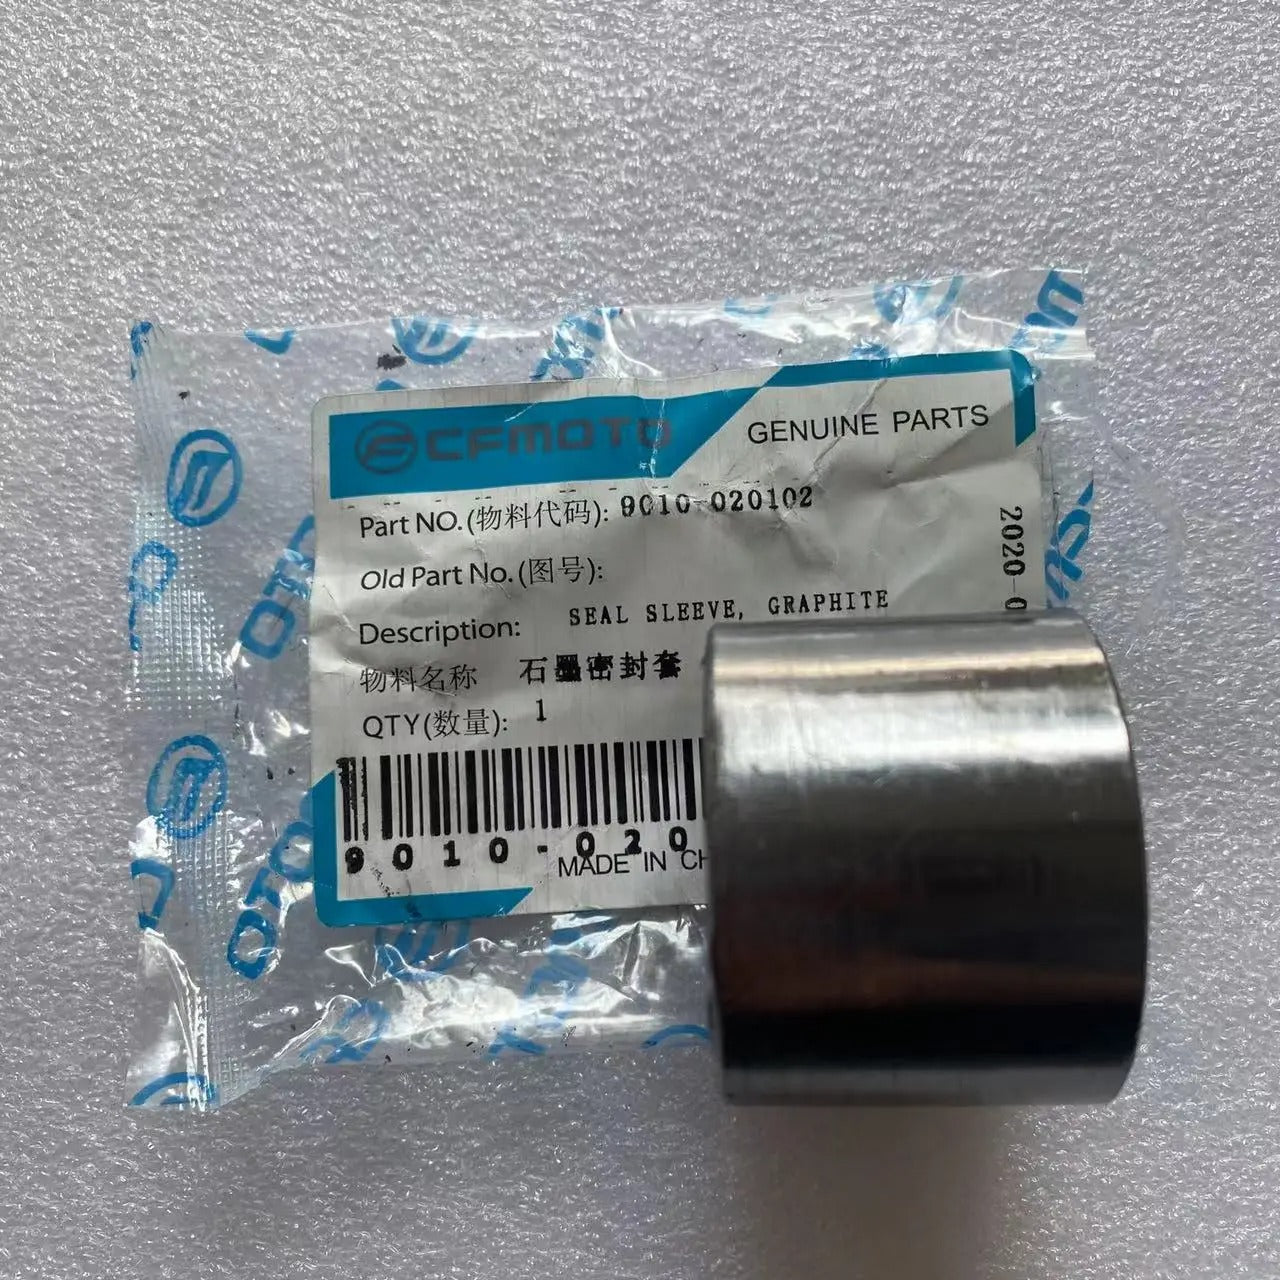 CFMOTO
GENUINE PARTS
Part NO.(物料代码): 9010-020102
Old Part No.(图号):
Description: SEAL SLEEVE, GRAPHITE
物料名称 石墨密封套
QTY(数量): 1
9010-020
MADE IN CH
2020-0